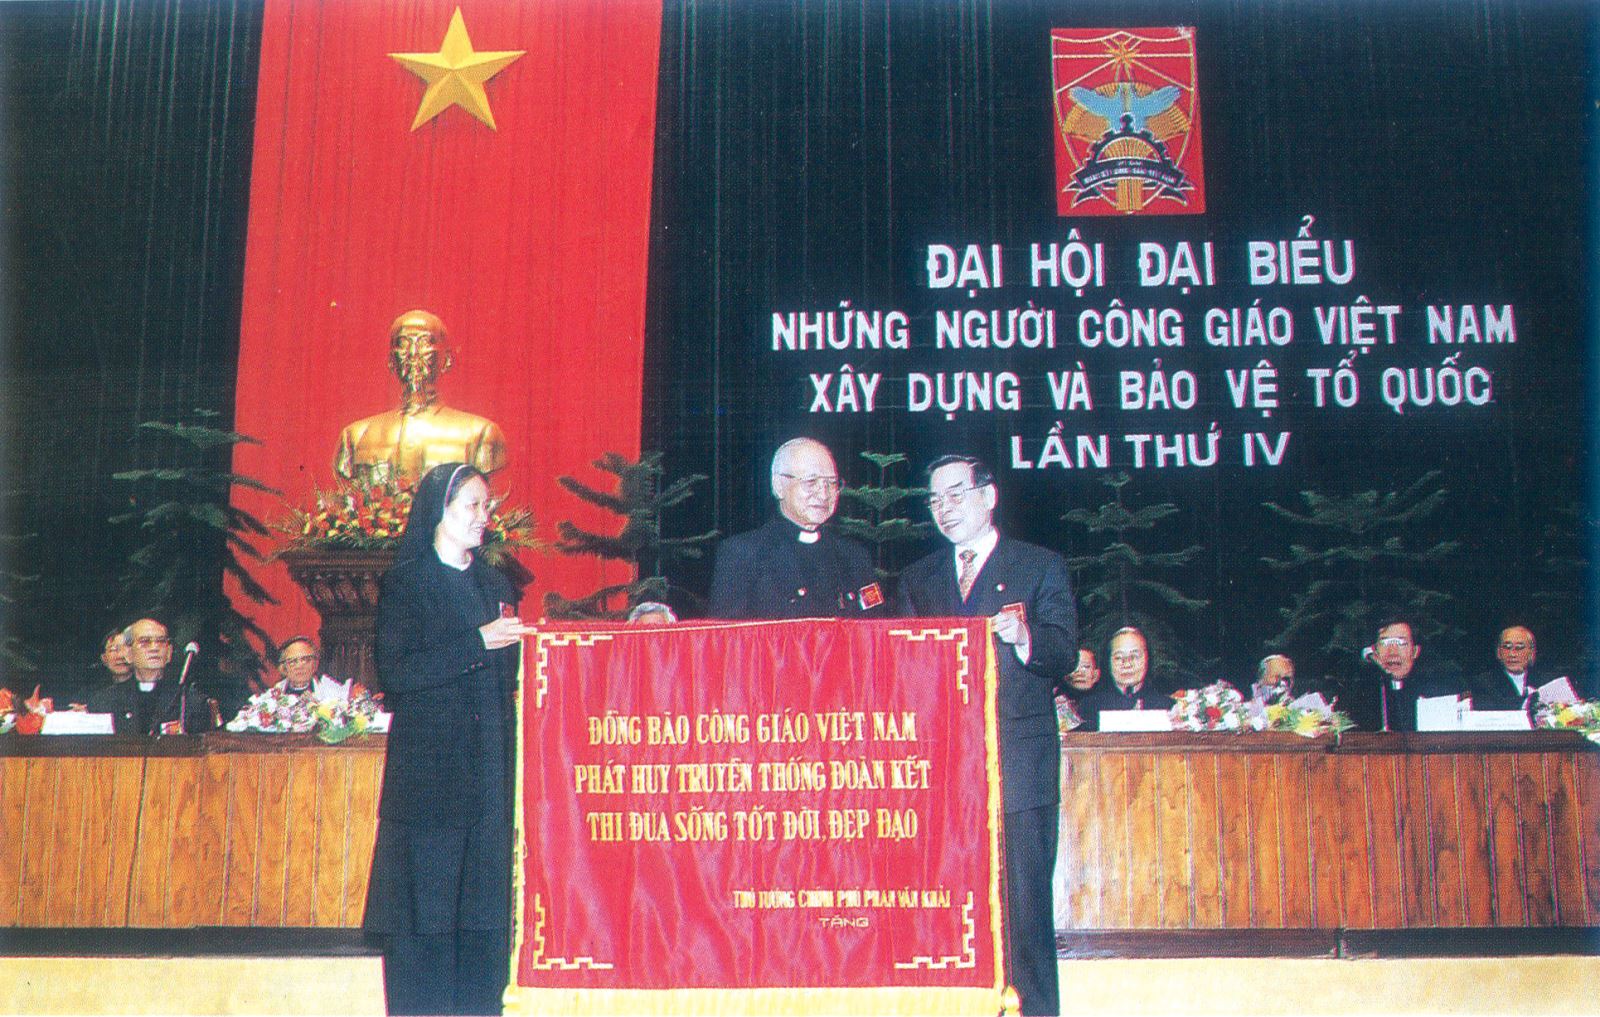 ĐẠI HỘI ĐẠI BIỂU
NHỮNG NGƯỜI CÔNG GIÁO VIỆT NAM
XÂY DỰNG VÀ BẢO VỆ TỔ QUỐC
LẦN THỨ IV
ĐỒNG BÀO CÔNG GIÁO VIỆT NAM
PHÁT HUY TRUYỀN THỐNG ĐOÀN KẾT
THI ĐUA SỐNG TỐT ĐỜI, ĐẸP ĐẠO
THỦ TƯỚNG CHÍNH PHỦ PHAN VĂN KHẢI
TẶNG